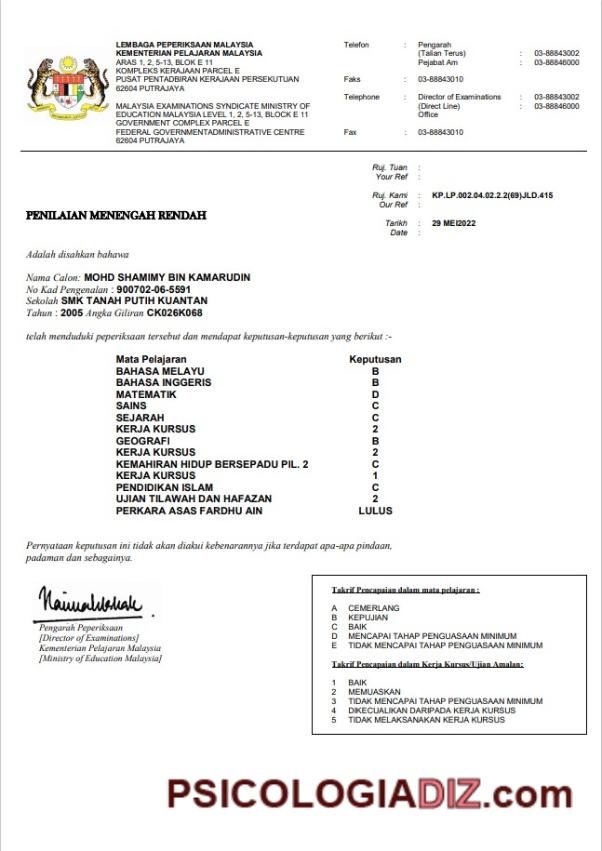 LEMBAGA PEPERIKSAAN MALAYSIA
KEMENTERIAN PELAJARAN MALAYSIA
ARAS 1, 2, 5-13, BLOK E 11
KOMPLEKS KERAJAAN PARCEL E
PUSAT PENTADBIRAN KERAJAAN PERSEKUTUAN
62604 PUTRAJAYA
MALAYSIA EXAMINATIONS SYNDICATE MINISTRY OF
EDUCATION MALAYSIA LEVEL 1, 2, 5-13, BLOCK E 11
GOVERNMENT COMPLEX PARCEL E
FEDERAL GOVERNMENTADMINISTRATIVE CENTRE
62604 PUTRAJAYA
Telefon : Pengarah
(Talian Terus) : 03-88843002
Pejabat Am : 03-88846000
Faks : 03-88843010
Telephone : Director of Examinations : 03-88843002
(Direct Line) : 03-88846000
Office
Fax : 03-88843010
Ruj. Tuan :
Your Ref :
Ruj. Kami : KP.LP.002.04.02.2.2(69)JLD.415
Our Ref :
Tarikh : 29 MEI2022
Date :
PENILAIAN MENENGAH RENDAH
Adalah disahkan bahawa
Nama Calon: MOHD SHAMIMY BIN KAMARUDIN
No Kad Pengenalan : 900702-06-5591
Sekolah SMK TANAH PUTIH KUANTAN
Tahun : 2005 Angka Giliran CK026K068
telah menduduki peperiksaan tersebut dan mendapat keputusan-keputusan yang berikut :-
Mata Pelajaran Keputusan
BAHASA MELAYU B
BAHASA INGGERIS B
MATEMATIK D
SAINS C
SEJARAH C
KERJA KURSUS 2
GEOGRAFI B
KERJA KURSUS 2
KEMAHIRAN HIDUP BERSEPADU PIL. 2 C
KERJA KURSUS 1
PENDIDIKAN ISLAM C
UJIAN TILAWAH DAN HAFAZAN 2
PERKARA ASAS FARDHU AIN LULUS
Pernyataan keputusan ini tidak akan diakui kebenarannya jika terdapat apa-apa pindaan,
padaman dan sebagainya.
Pengarah Peperiksaan
[Director of Examinations]
Kementerian Pelajaran Malaysia
[Ministry of Education Malaysia]
Takrif Pencapaian dalam mata pelajaran :
A CEMERLANG
B KEPUJIAN
C BAIK
D MENCAPAI TAHAP PENGUASAAN MINIMUM
E TIDAK MENCAPAI TAHAP PENGUASAAN MINIMUM
Takrif Pencapaian dalam Kerja Kursus/Ujian Amalan:
1 BAIK
2 MEMUASKAN
3 TIDAK MENCAPAI TAHAP PENGUASAAN MINIMUM
4 DIKECUALIKAN DARIPADA KERJA KURSUS
5 TIDAK MELAKSANAKAN KERJA KURSUS
PSICOLOGIADIZ.com